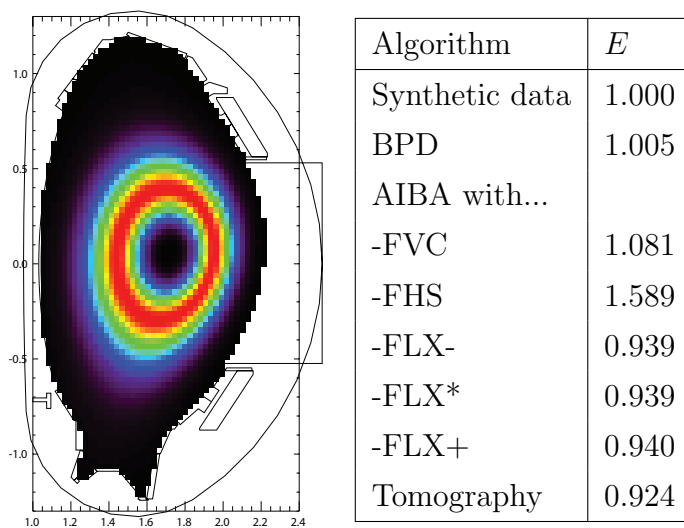 1.0
0.5
0.0
-0.5
-1.0
1.0 1.2 1.4 1.6 1.8 2.0 2.2 2.4
Algorithm E
Synthetic data 1.000
BPD 1.005
AIBA with...
-FVC 1.081
-FHS 1.589
-FLX- 0.939
-FLX* 0.939
-FLX+ 0.940
Tomography 0.924